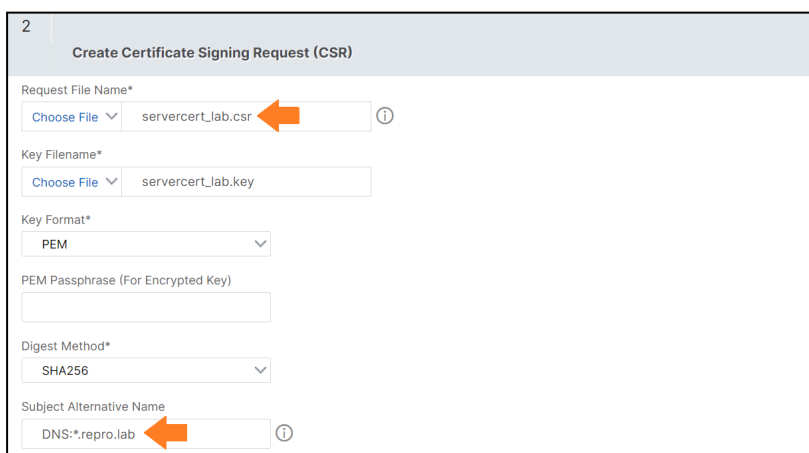 2
Create Certificate Signing Request (CSR)
Request File Name*
Choose File servercert_lab.csr
Key Filename*
Choose File servercert_lab.key
Key Format*
PEM
PEM Passphrase (For Encrypted Key)
Digest Method*
SHA256
Subject Alternative Name
DNS:*.repro.lab